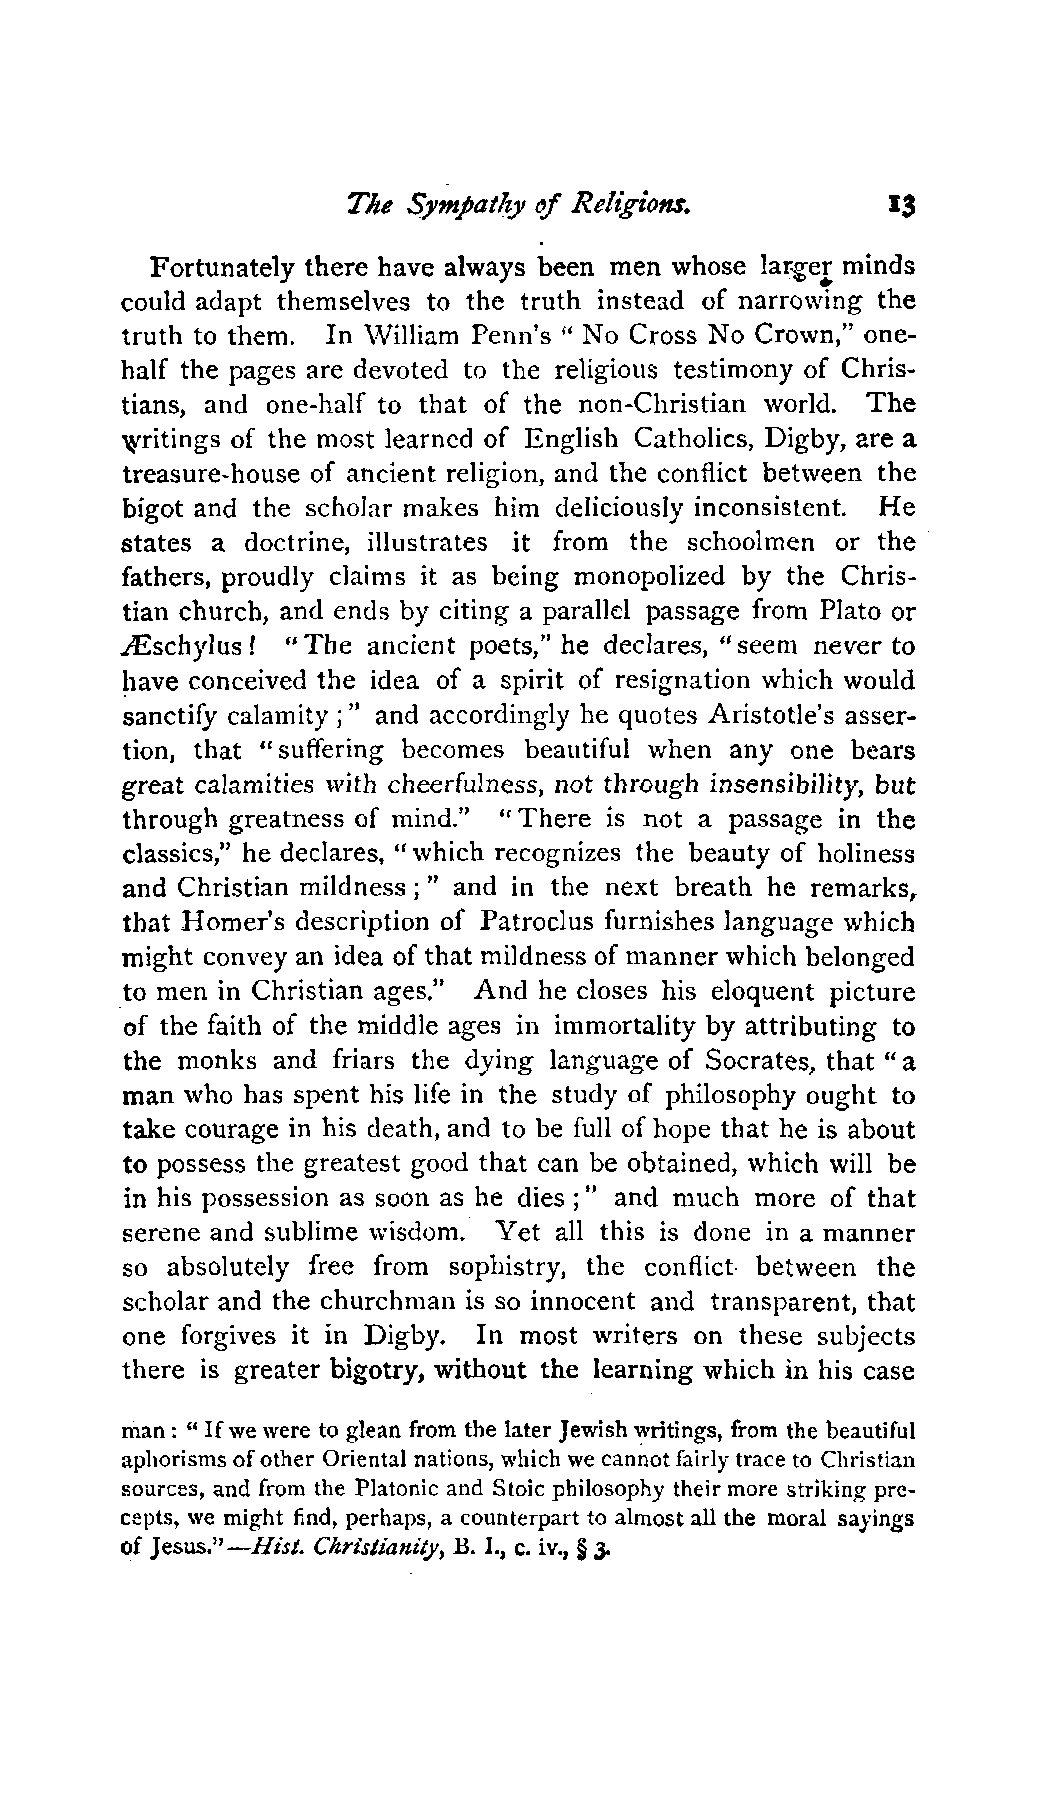 The Sympathy of Religions. 13
Fortunately there have always been men whose larger minds
could adapt themselves to the truth instead of narrowing the
truth to them. In William Penn's "No Cross No Crown," one-
half the pages are devoted to the religious testimony of Chris-
tians, and one-half to that of the non-Christian world. The
writings of the most learned of English Catholics, Digby, are a
treasure-house of ancient religion, and the conflict between the
bigot and the scholar makes him deliciously inconsistent. He
states a doctrine, illustrates it from the schoolmen or the
fathers, proudly claims it as being monopolized by the Chris-
tian church, and ends by citing a parallel passage from Plato or
Æschylus! "The ancient poets," he declares, "seem never to
have conceived the idea of a spirit of resignation which would
sanctify calamity;" and accordingly he quotes Aristotle's asser-
tion, that "suffering becomes beautiful when any one bears
great calamities with cheerfulness, not through insensibility, but
through greatness of mind." "There is not a passage in the
classics," he declares, "which recognizes the beauty of holiness
and Christian mildness;" and in the next breath he remarks,
that Homer's description of Patroclus furnishes language which
might convey an idea of that mildness of manner which belonged
to men in Christian ages." And he closes his eloquent picture
of the faith of the middle ages in immortality by attributing to
the monks and friars the dying language of Socrates, that "a
man who has spent his life in the study of philosophy ought to
take courage in his death, and to be full of hope that he is about
to possess the greatest good that can be obtained, which will be
in his possession as soon as he dies;" and much more of that
serene and sublime wisdom. Yet all this is done in a manner
so absolutely free from sophistry, the conflict between the
scholar and the churchman is so innocent and transparent, that
one forgives it in Digby. In most writers on these subjects
there is greater bigotry, without the learning which in his case
man: "If we were to glean from the later Jewish writings, from the beautiful
aphorisms of other Oriental nations, which we cannot fairly trace to Christian
sources, and from the Platonic and Stoic philosophy their more striking pre-
cepts, we might find, perhaps, a counterpart to almost all the moral sayings
of Jesus."—Hist. Christianity, B. I., c. iv., § 3.